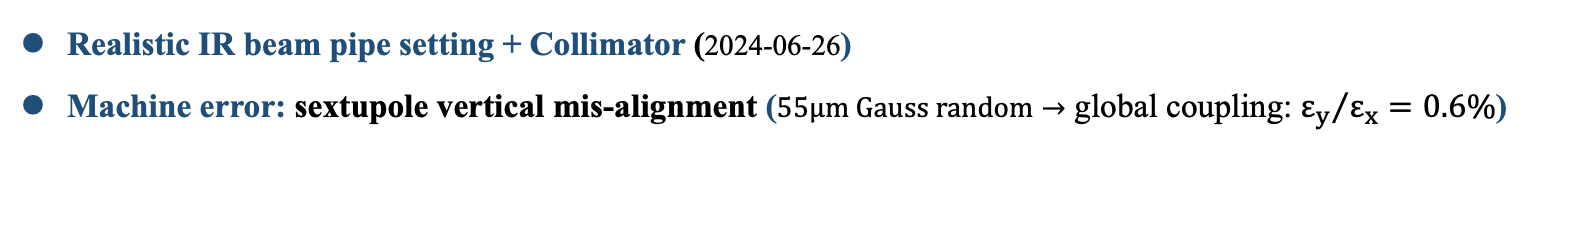 ● Realistic IR beam pipe setting + Collimator (2024-06-26)
● Machine error: sextupole vertical mis-alignment (55μm Gauss random → global coupling: εy/εx = 0.6%)